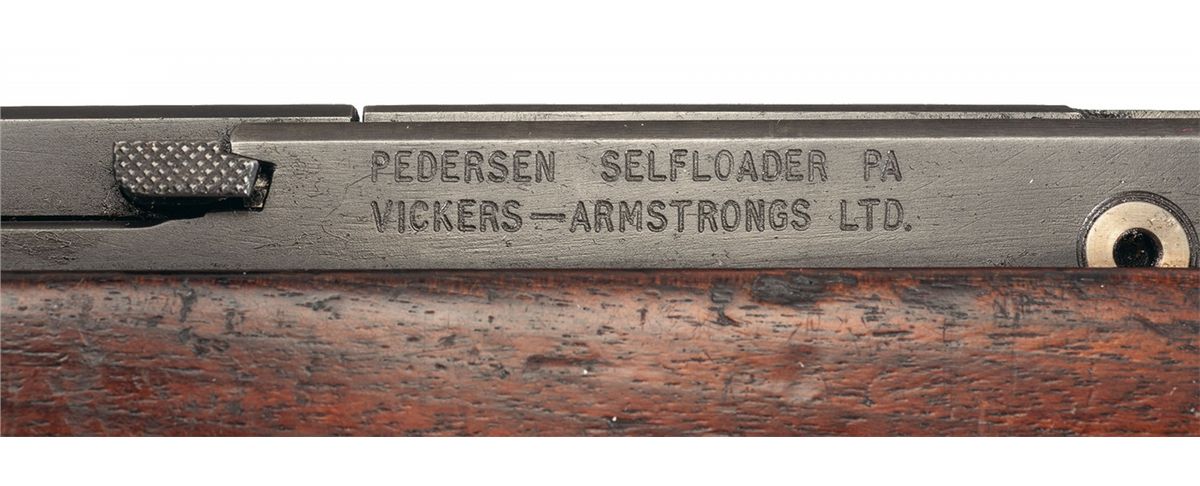 PEDERSEN SELFLOADER PA
VICKERS—ARMSTRONGS LTD.